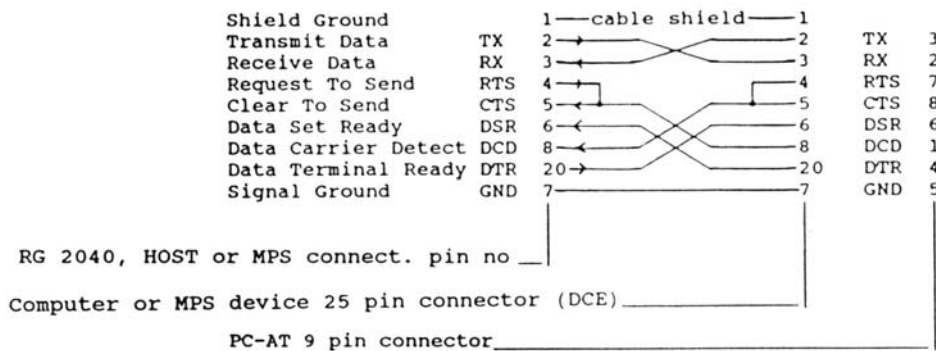 Shield Ground 1 cable shield 1
Transmit Data TX 2 2 TX 3
Receive Data RX 3 3 RX 2
Request To Send RTS 4 4 RTS 7
Clear To Send CTS 5 5 CTS 8
Data Set Ready DSR 6 6 DSR 6
Data Carrier Detect DCD 8 8 DCD 1
Data Terminal Ready DTR 20 20 DTR 4
Signal Ground GND 7 7 GND 5
RG 2040, HOST or MPS connect. pin no
Computer or MPS device 25 pin connector (DCE)
PC-AT 9 pin connector